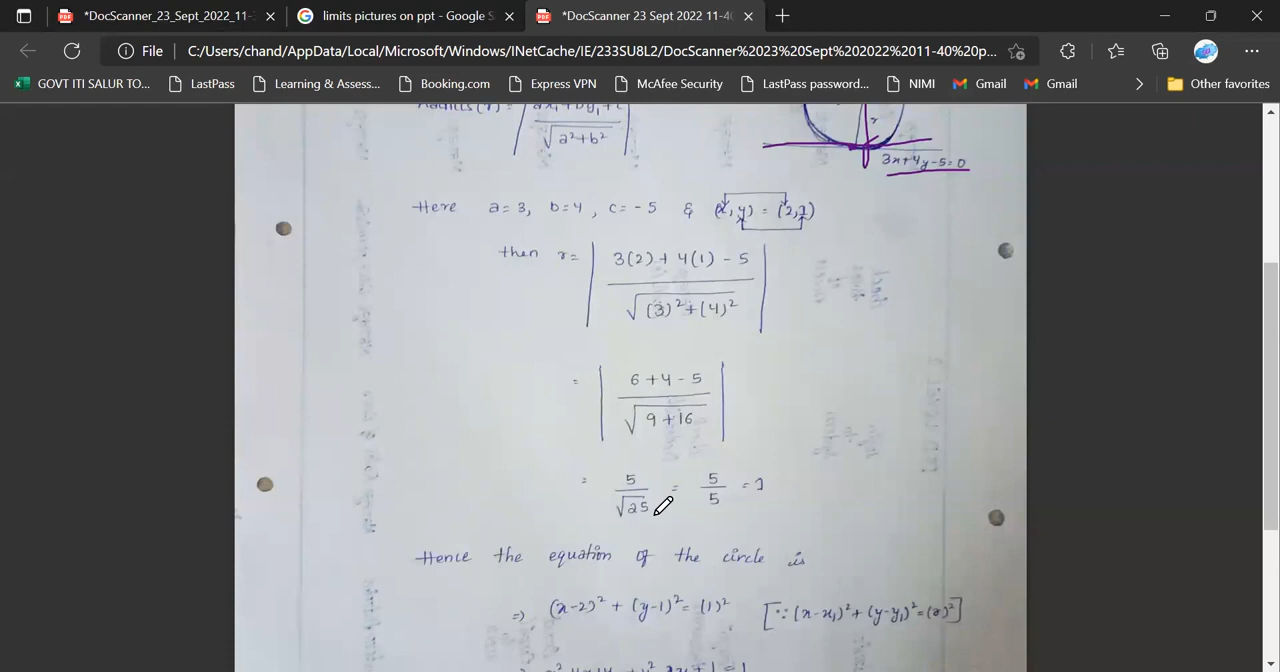 *DocScanner_23_Sept_2022_11-
limits pictures on ppt - Google S
*DocScanner 23 Sept 2022 11-40
File
C:/Users/chand/AppData/Local/Microsoft/Windows/INetCache/IE/233SU8L2/DocScanner%2023%20Sept%202022%2011-40%20p...
GOVT ITI SALUR TO...
LastPass
Learning & Assess...
Booking.com
Express VPN
McAfee Security
LastPass password...
NIMI
Gmail
Gmail
Other favorites
Radius(r) = | ax₁+by₁+c / √a²+b² |
r
3x+4y-5=0
Here a=3, b=4, c=-5 & (x,y) = (2,1)
then r= | 3(2)+4(1)-5 / √(3)²+(4)² |
= | 6+4-5 / √9+16 |
= 5/√25 = 5/5 =1
Hence the equation of the circle is
⇒) (x-2)²+(y-1)²=(1)² [∵(x-x₁)²+(y-y₁)²=(r)²]